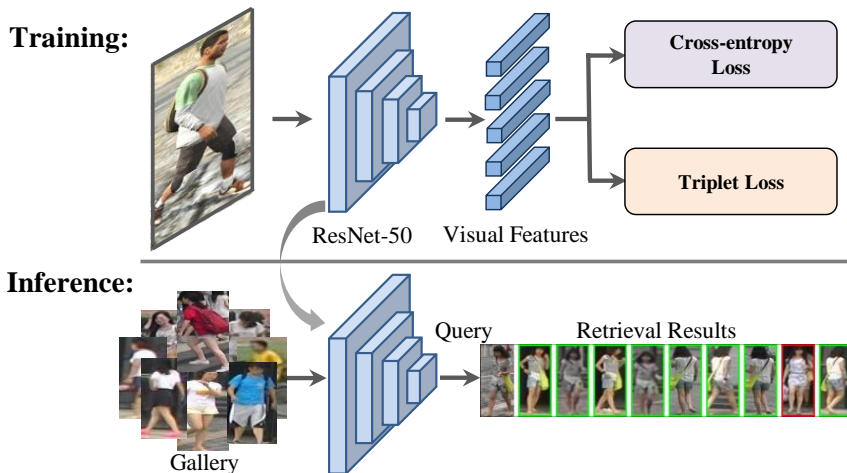 Training:
Cross-entropy
Loss
Triplet Loss
ResNet-50
Visual Features
Inference:
Query
Retrieval Results
Gallery